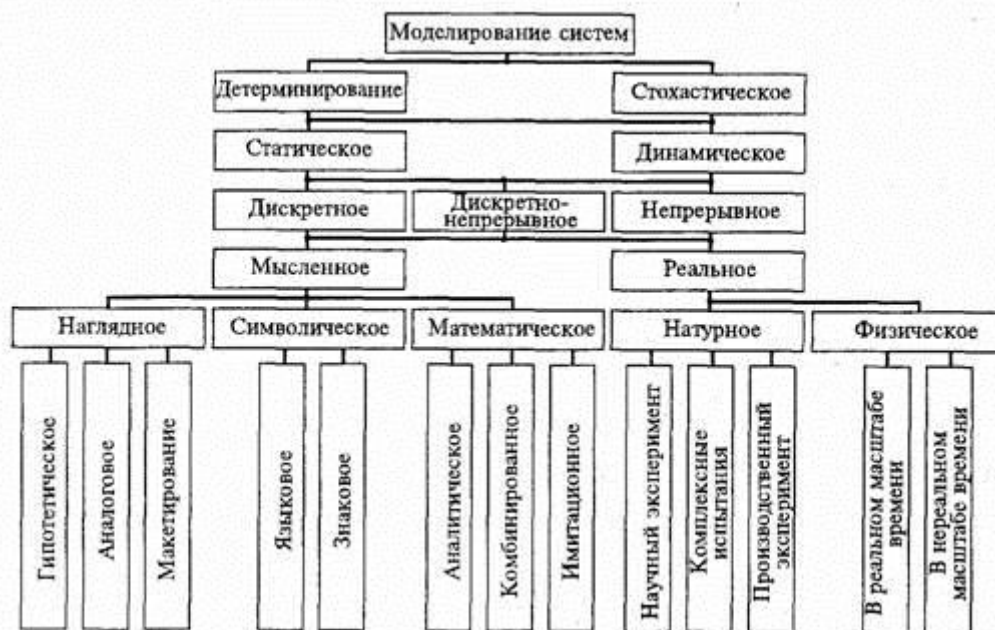 Моделирование систем
Детерминирование
Стохастическое
Статическое
Динамическое
Дискретное
Дискретно-
непрерывное
Непрерывное
Мысленное
Реальное
Наглядное
Символическое
Математическое
Натурное
Физическое
Гипотетическое
Аналоговое
Макетирование
Языковое
Знаковое
Аналитическое
Комбинированное
Имитационное
Научный эксперимент
Комплексные
испытания
Производственный
эксперимент
В реальном масштабе
времени
В нереальном
масштабе времени